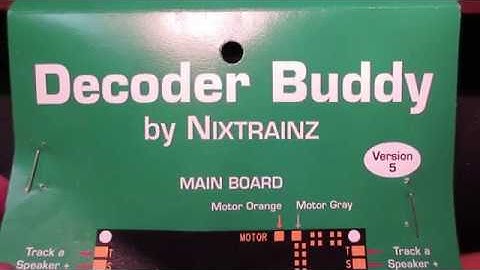 Decoder Buddy
by NIXTRAINZ
Version
5
MAIN BOARD
Motor Orange Motor Gray
MOTOR
Track a Track a
T T
Speaker + Speaker +
S S